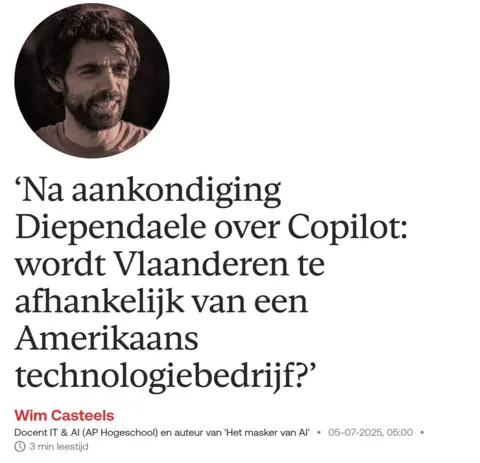 ‘Na aankondiging
Diependaele over Copilot:
wordt Vlaanderen te
afhankelijk van een
Amerikaans
technologiebedrijf?’
Wim Casteels
Docent IT & AI (AP Hogeschool) en auteur van 'Het masker van AI' • 05-07-2025, 05:00 •
3 min leestijd